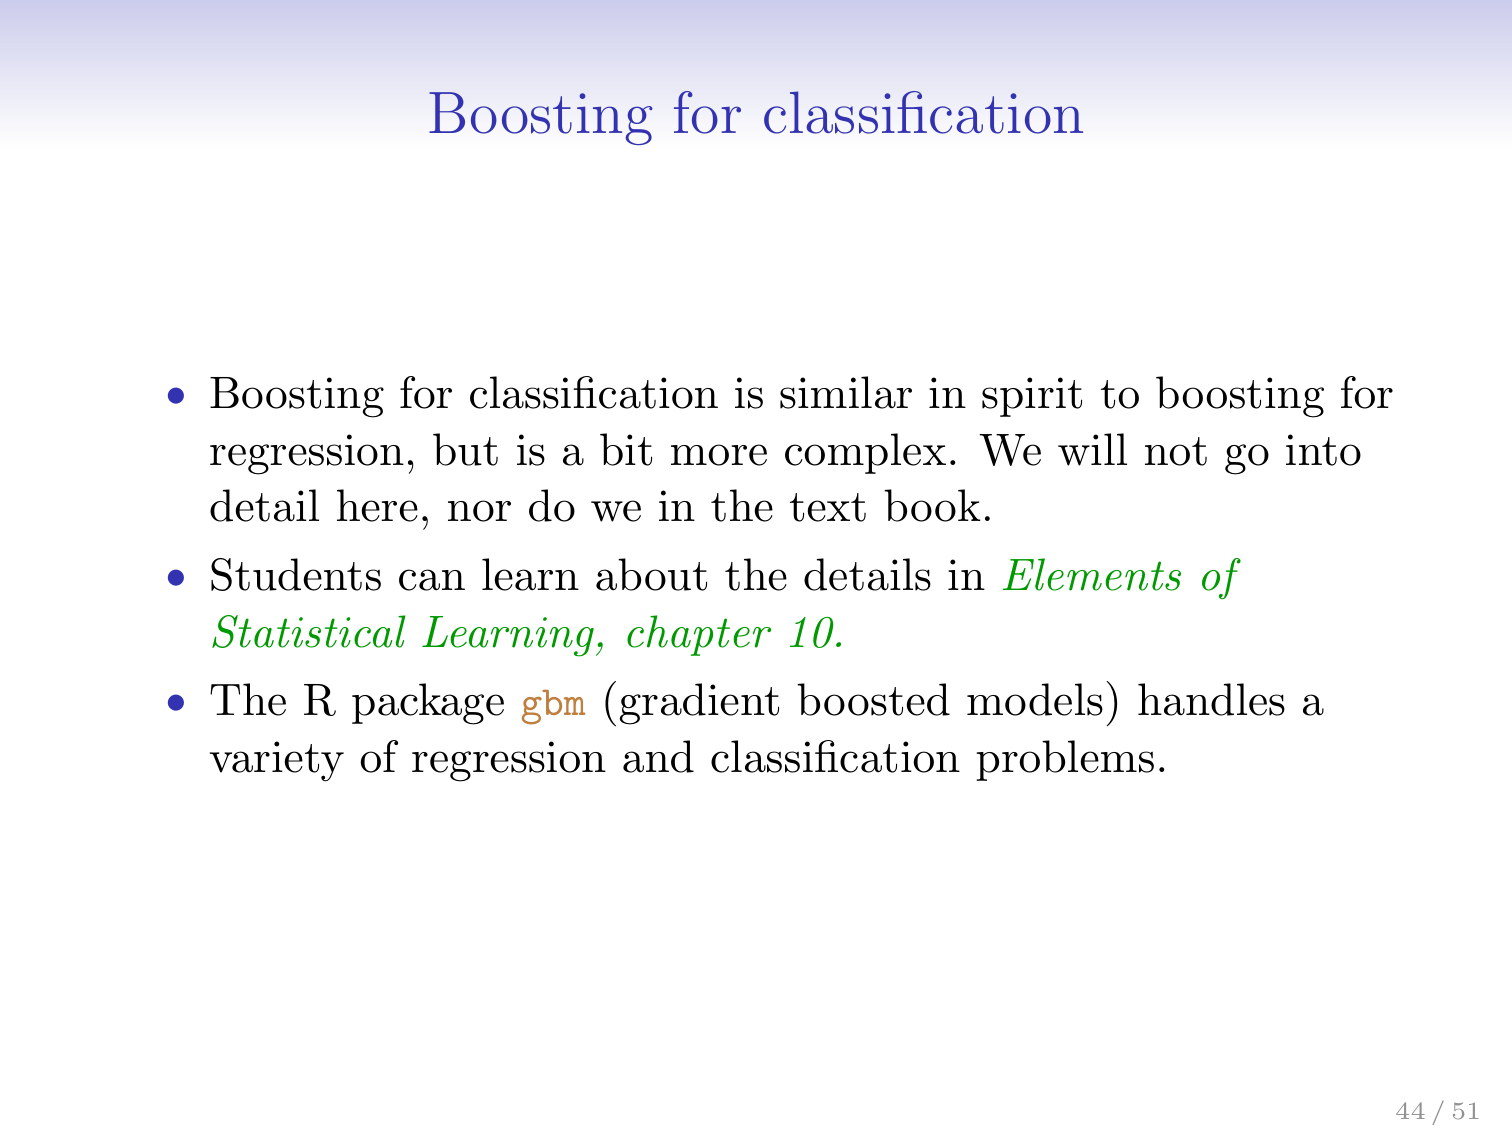 Boosting for classification
• Boosting for classification is similar in spirit to boosting for
regression, but is a bit more complex. We will not go into
detail here, nor do we in the text book.
• Students can learn about the details in Elements of
Statistical Learning, chapter 10.
• The R package gbm (gradient boosted models) handles a
variety of regression and classification problems.
44 / 51